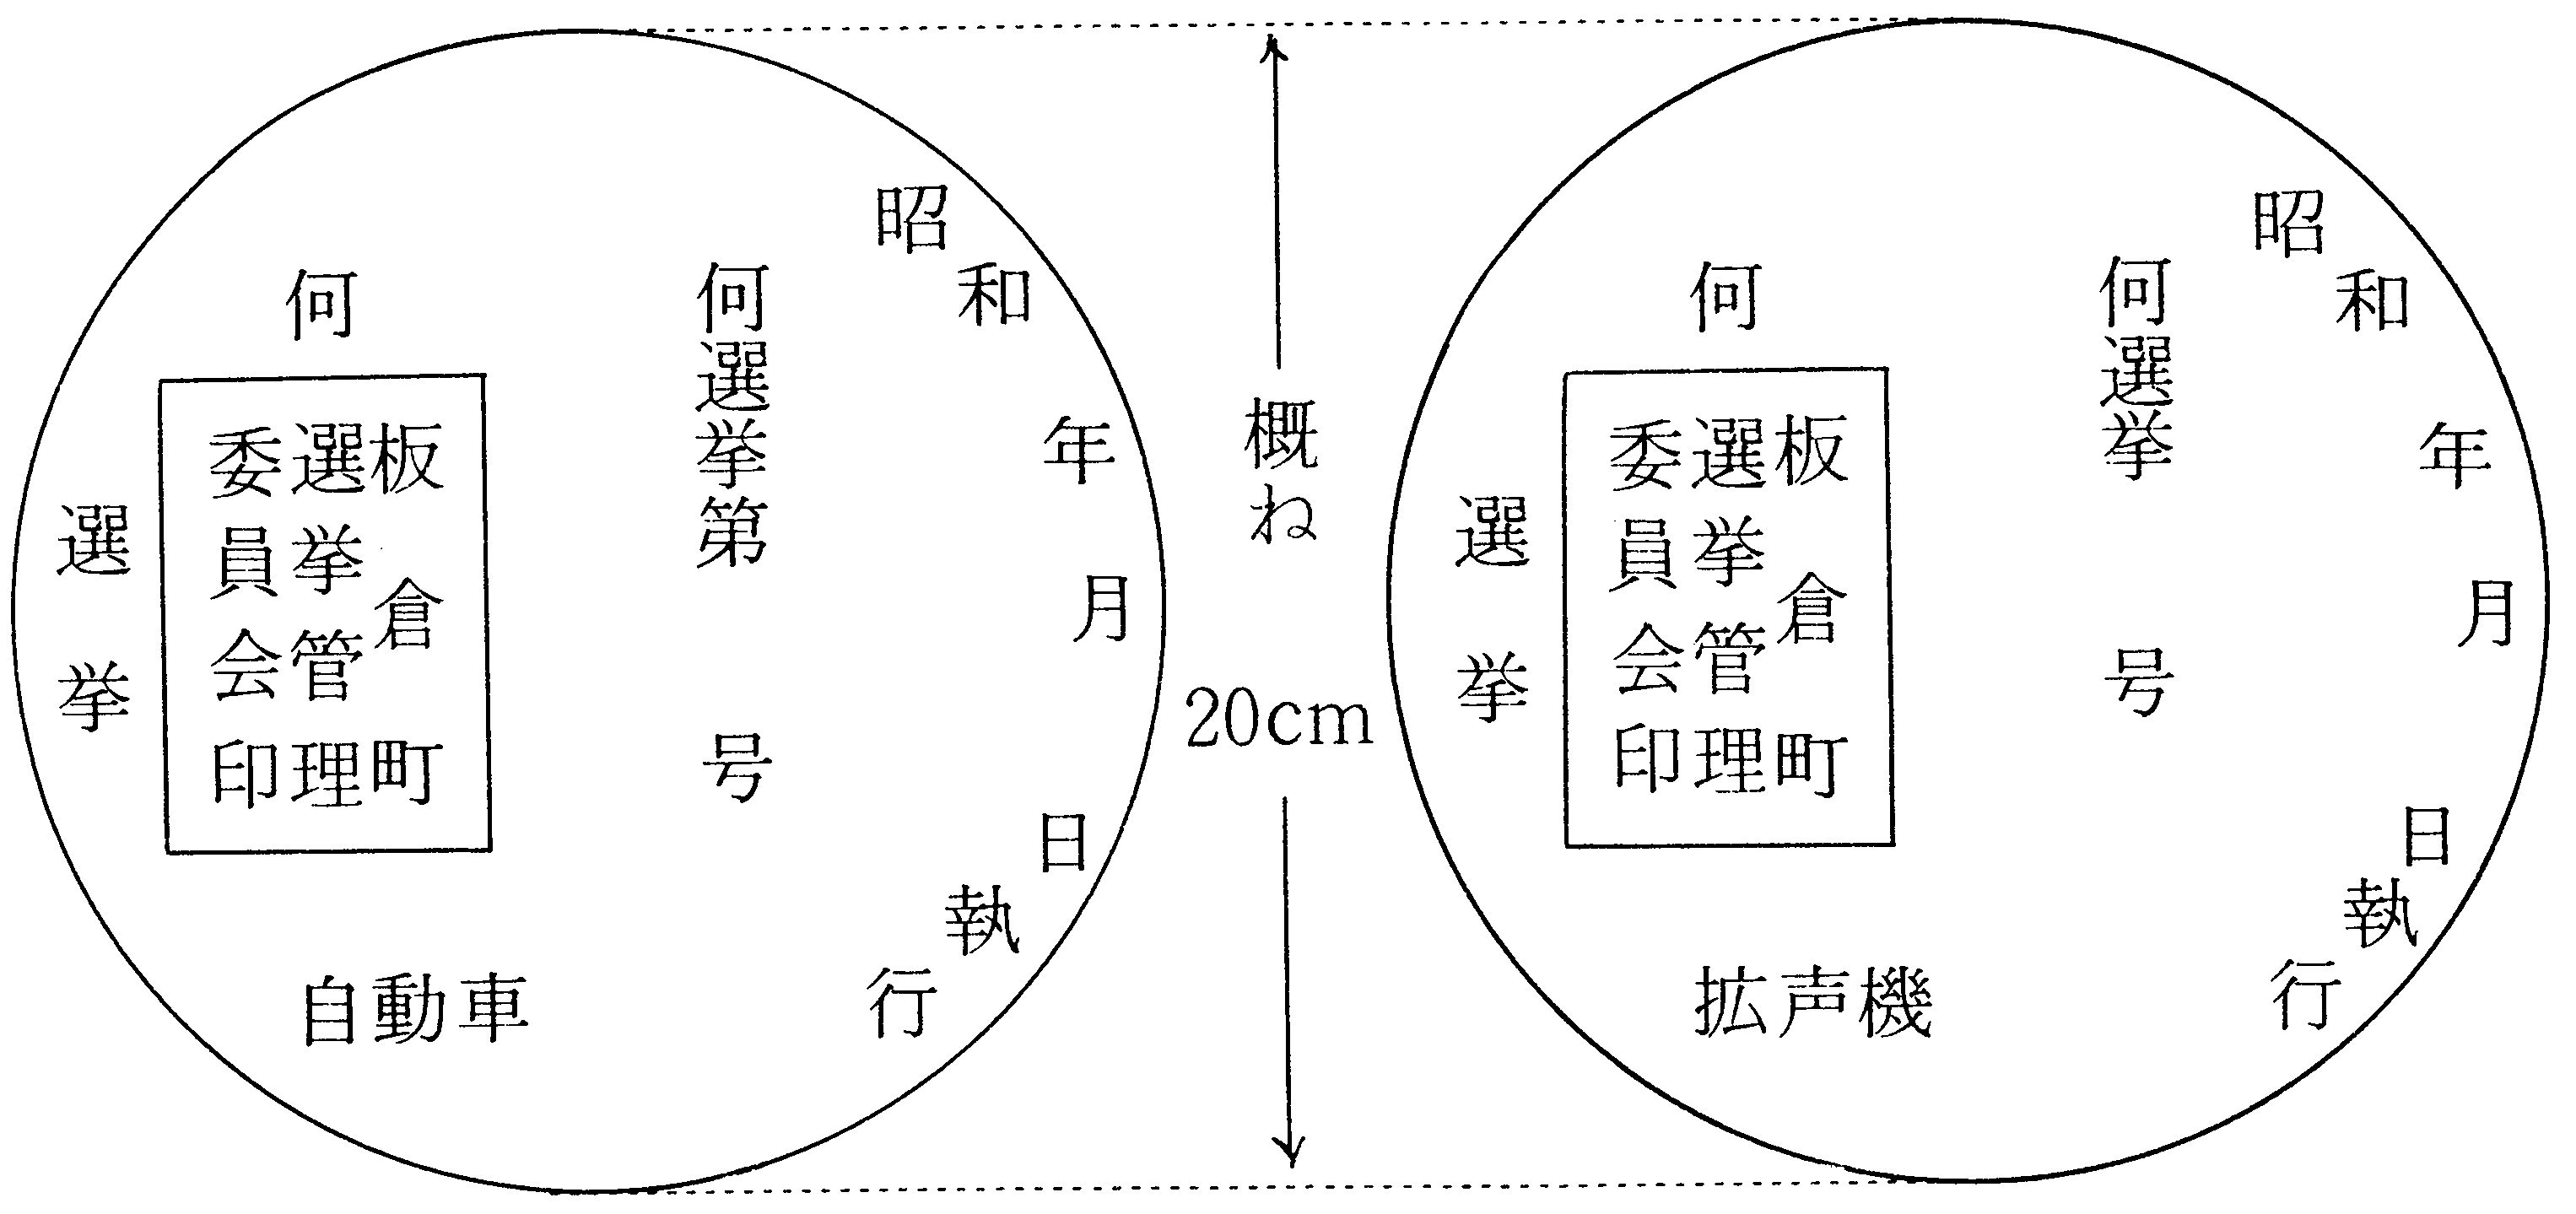 昭和　年　月　日執行
何選挙第　号
何
板倉町
選挙管理
委員会印
選挙
自動車
概ね
20cm
昭和　年　月　日執行
何選挙　号
何
板倉町
選挙管理
委員会印
選挙
拡声機